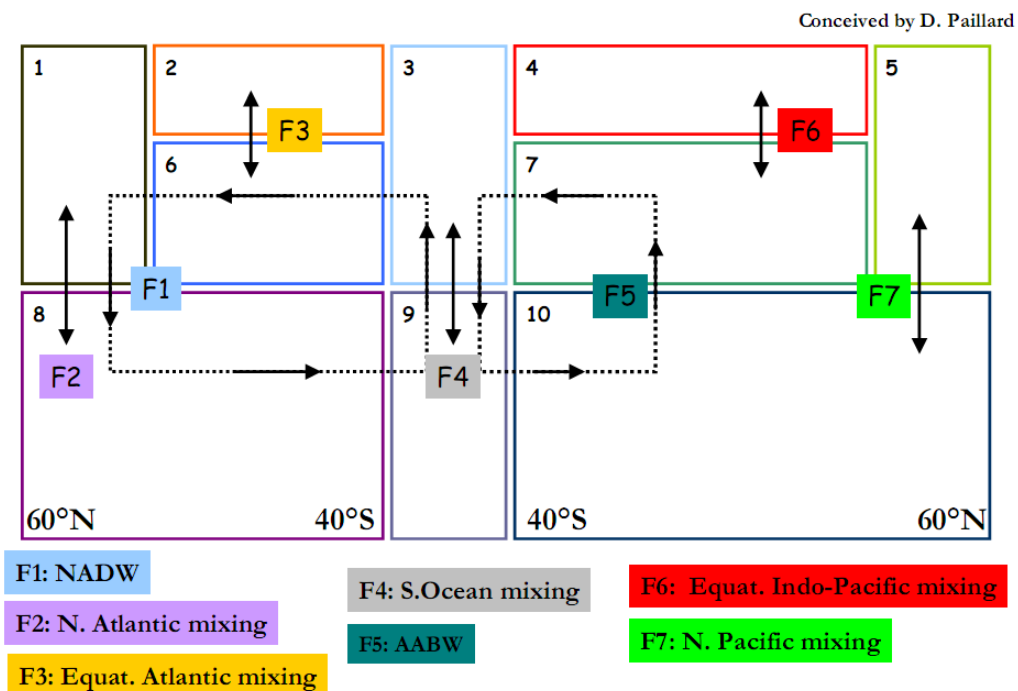 Conceived by D. Paillard
1
2
3
4
5
F3
F6
6
7
F1
F5
F7
8
9
10
F2
F4
60°N
40°S
40°S
60°N
F1: NADW
F4: S.Ocean mixing
F6: Equat. Indo-Pacific mixing
F2: N. Atlantic mixing
F5: AABW
F7: N. Pacific mixing
F3: Equat. Atlantic mixing